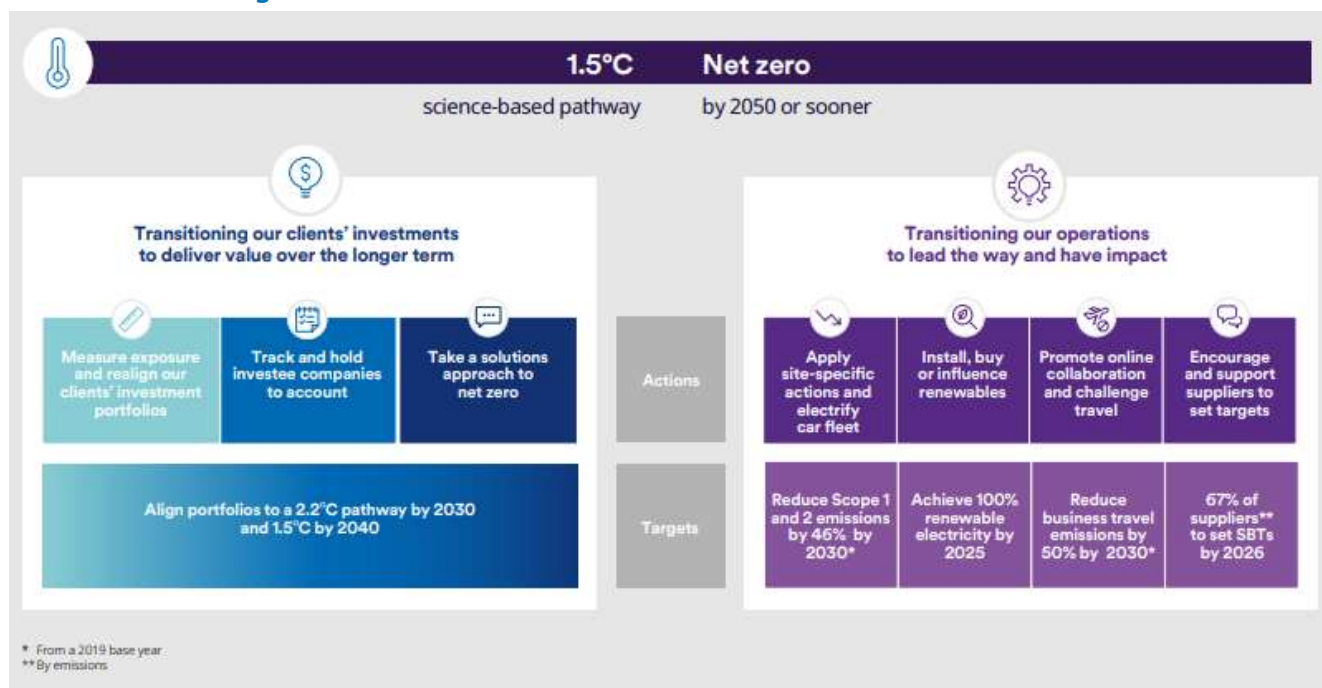 1.5°C Net zero
science-based pathway by 2050 or sooner
Transitioning our clients' investments
to deliver value over the longer term
Measure exposure
and realign our
clients' investment
portfolios
Track and hold
investee companies
to account
Take a solutions
approach to
net zero
Align portfolios to a 2.2°C pathway by 2030
and 1.5°C by 2040
Actions
Targets
Transitioning our operations
to lead the way and have impact
Apply
site-specific
actions and
electrify
car fleet
Install, buy
or influence
renewables
Promote online
collaboration
and challenge
travel
Encourage
and support
suppliers to
set targets
Reduce Scope 1
and 2 emissions
by 46% by
2030*
Achieve 100%
renewable
electricity by
2025
Reduce
business travel
emissions by
50% by 2030*
67% of
suppliers**
to set SBTs
by 2026
* From a 2019 base year
** By emissions